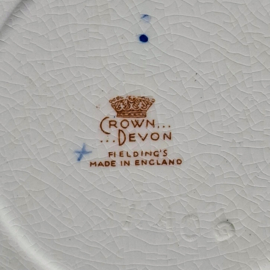 CROWN...
...DEVON
FIELDING'S
MADE IN ENGLAND